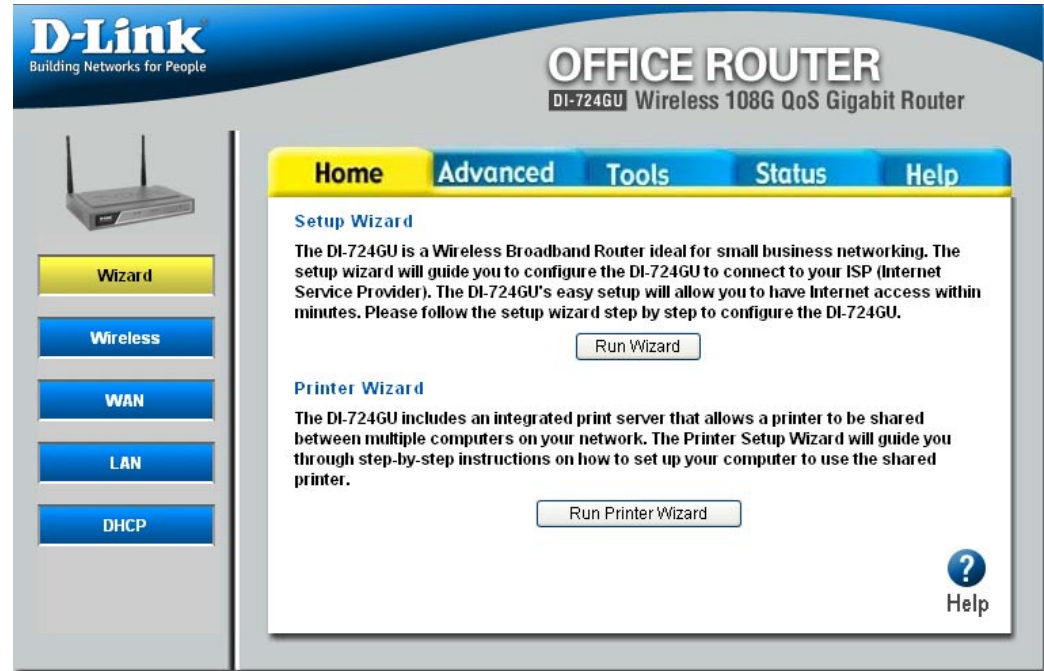 D-Link
Building Networks for People
OFFICE ROUTER
DI-724GU Wireless 108G QoS Gigabit Router
Home Advanced Tools Status Help
Wizard
Wireless
WAN
LAN
DHCP
Setup Wizard
The DI-724GU is a Wireless Broadband Router ideal for small business networking. The
setup wizard will guide you to configure the DI-724GU to connect to your ISP (Internet
Service Provider). The DI-724GU's easy setup will allow you to have Internet access within
minutes. Please follow the setup wizard step by step to configure the DI-724GU.
Run Wizard
Printer Wizard
The DI-724GU includes an integrated print server that allows a printer to be shared
between multiple computers on your network. The Printer Setup Wizard will guide you
through step-by-step instructions on how to set up your computer to use the shared
printer.
Run Printer Wizard
?
Help